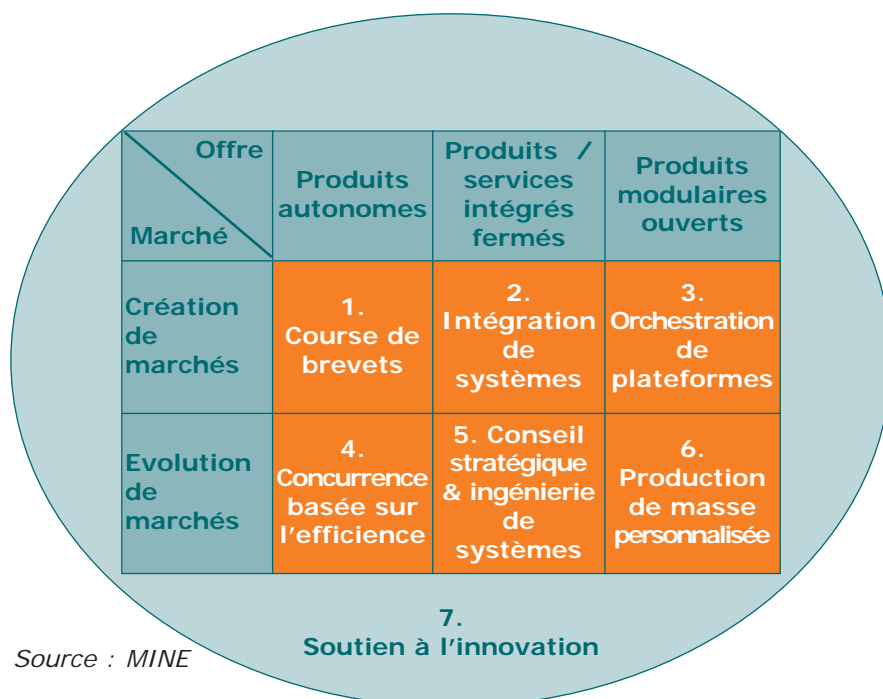 Offre
Marché
Produits
autonomes
Produits /
services
intégrés
fermés
Produits
modulaires
ouverts
Création
de
marchés
1.
Course de
brevets
2.
Intégration
de
systèmes
3.
Orchestration
de
plateformes
Evolution
de
marchés
4.
Concurrence
basée sur
l'efficience
5. Conseil
stratégique
& ingénierie
de
systèmes
6.
Production
de masse
personnalisée
7.
Soutien à l'innovation
Source : MINE